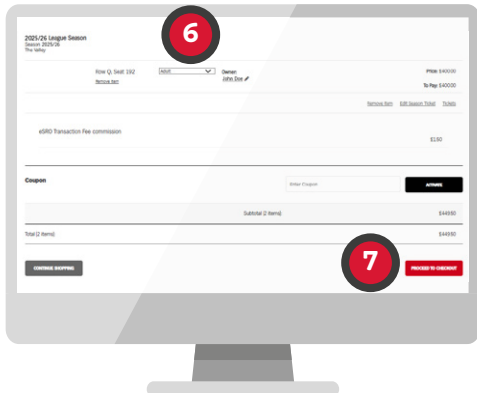 2025/26 League Season
Season 2025/26
The Valley
6
Row Q, Seat 192
Adult
Owner:
Price: £400.00
Remove item
John Doe
To Pay: £400.00
Remove item Edit Season Ticket Tickets
eSRO Transaction Fee commission
£1.90
Coupon
Enter Coupon
ACTIVATE
Subtotal (2 items)
£449.90
Total (2 items)
£449.90
7
CONTINUE SHOPPING
PROCEED TO CHECKOUT